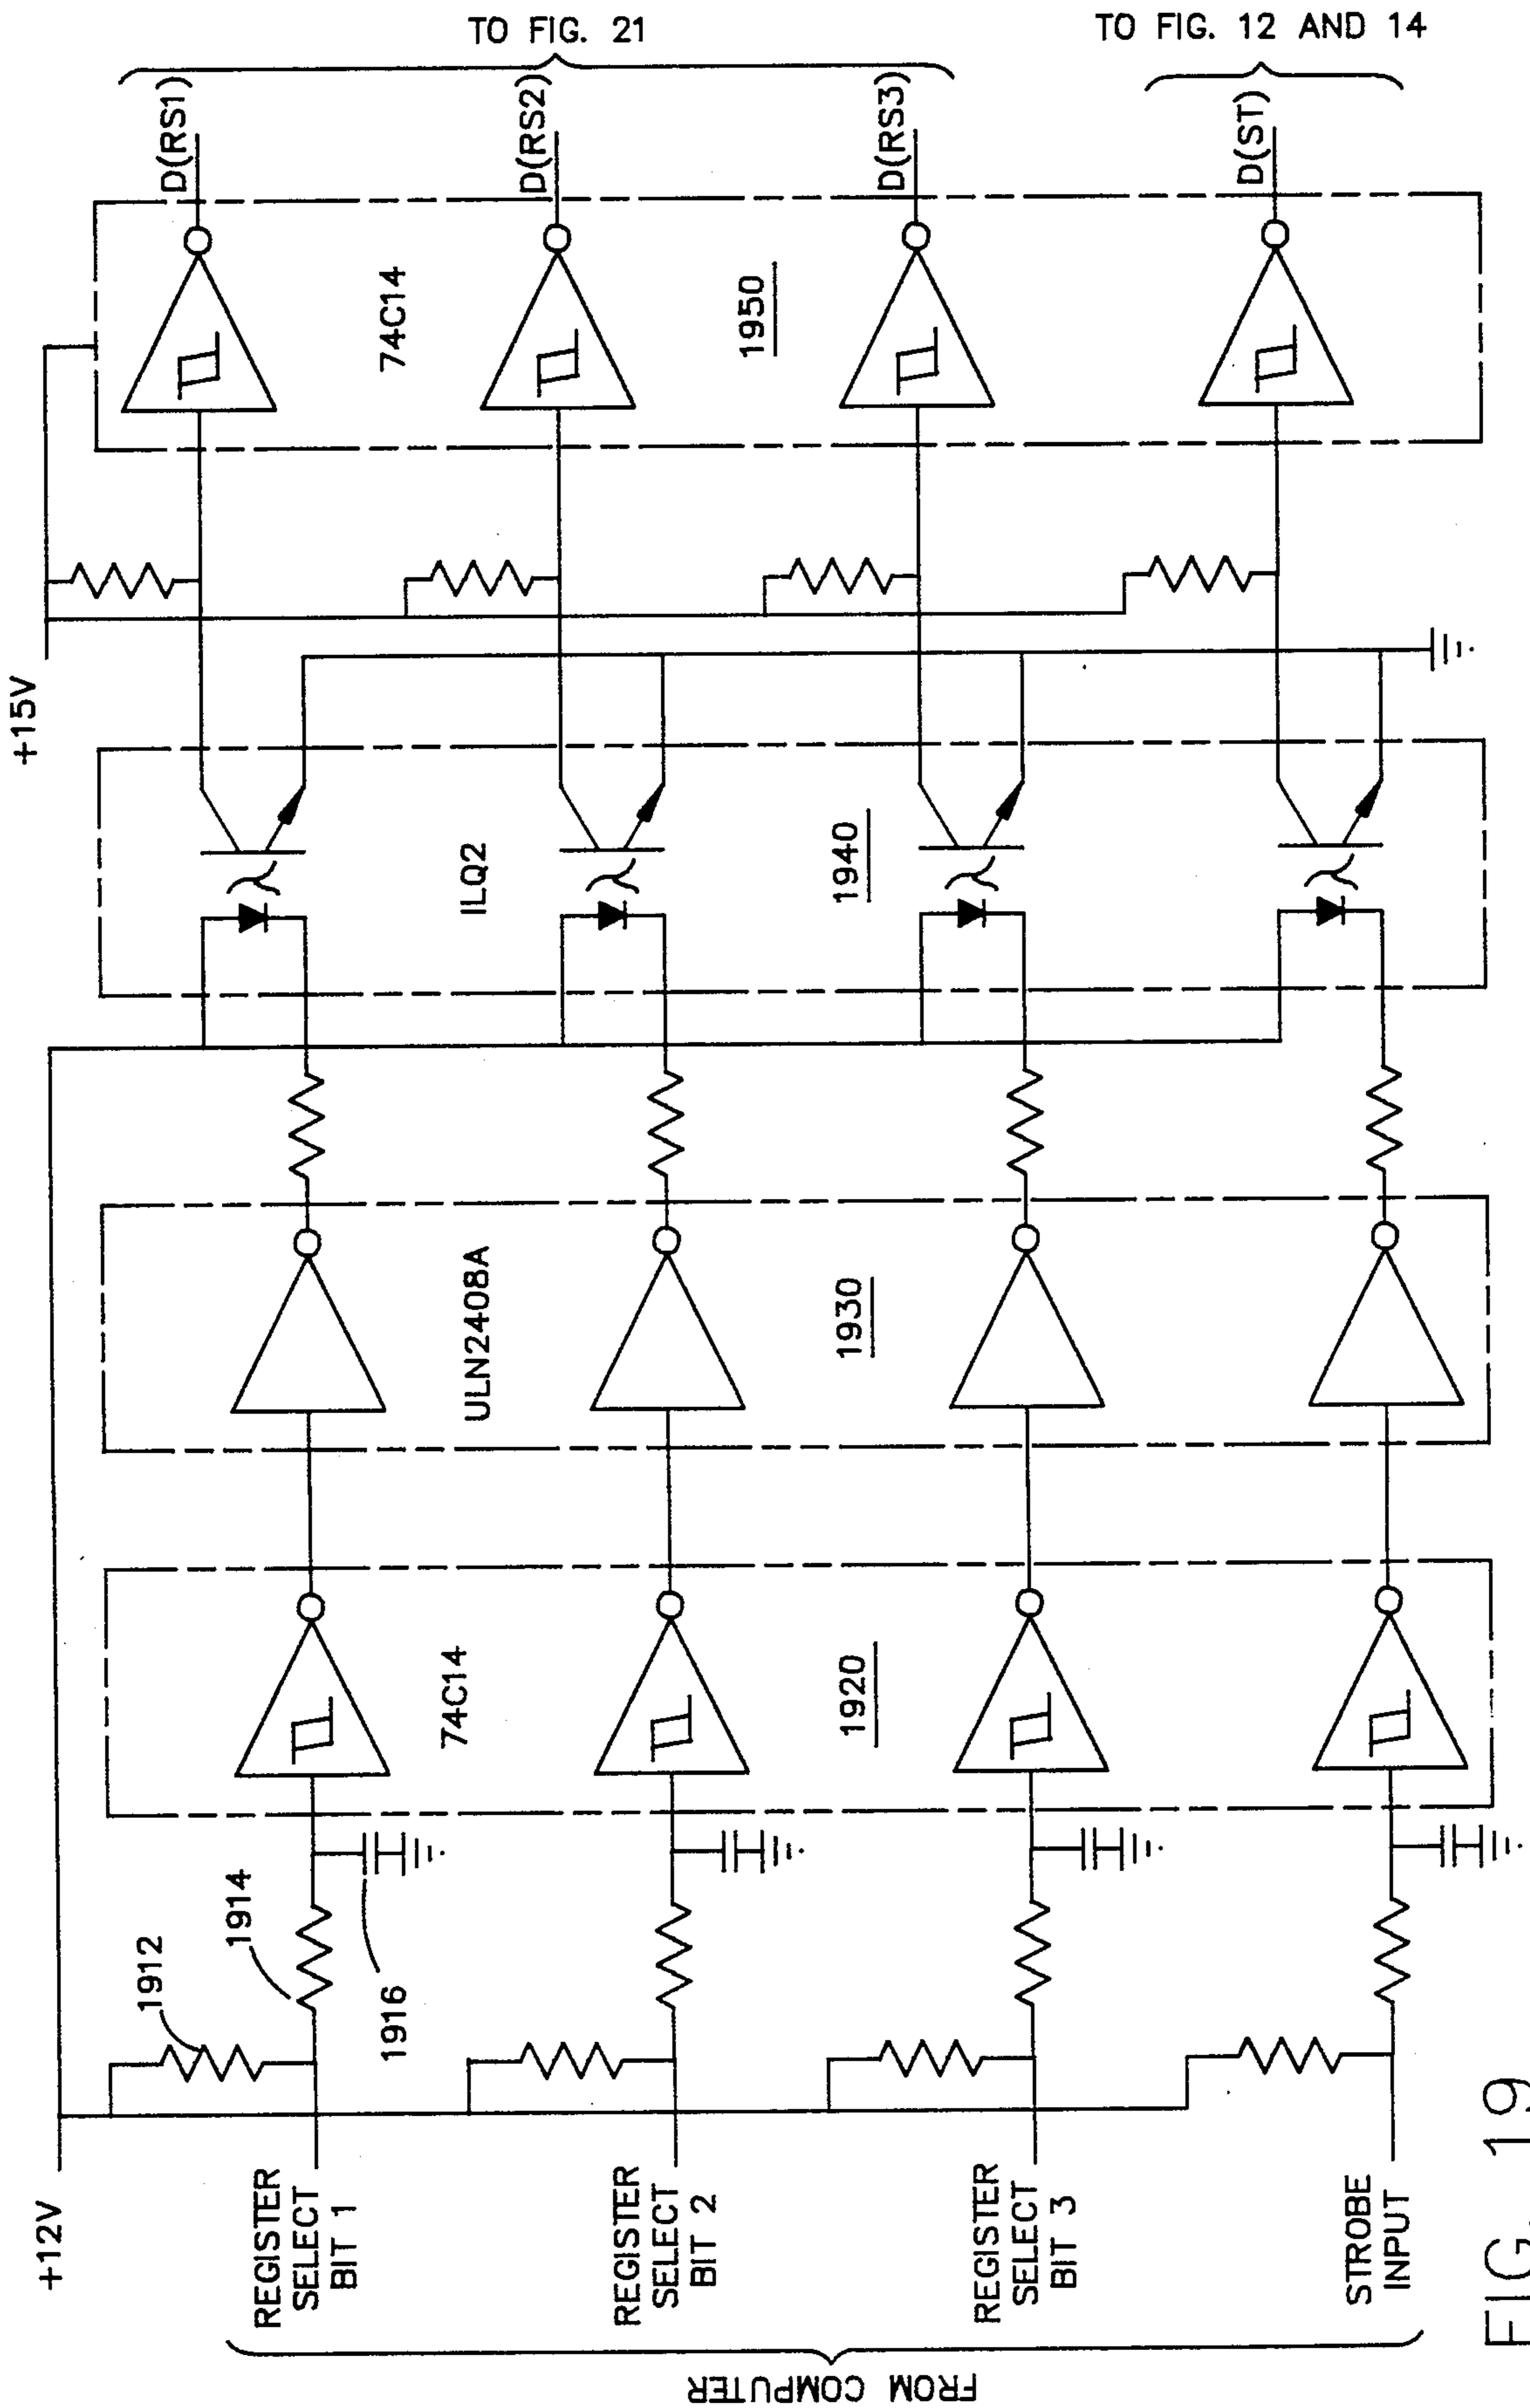 +12V
REGISTER
SELECT
BIT 1
REGISTER
SELECT
BIT 2
REGISTER
SELECT
BIT 3
STROBE
INPUT
FROM COMPUTER
1912
1914
1916
74C14
1920
ULN2408A
1930
ILQ2
1940
+15V
74C14
1950
D(RS1)
D(RS2)
D(RS3)
D(ST)
TO FIG. 21
TO FIG. 12 AND 14
FIG. 19